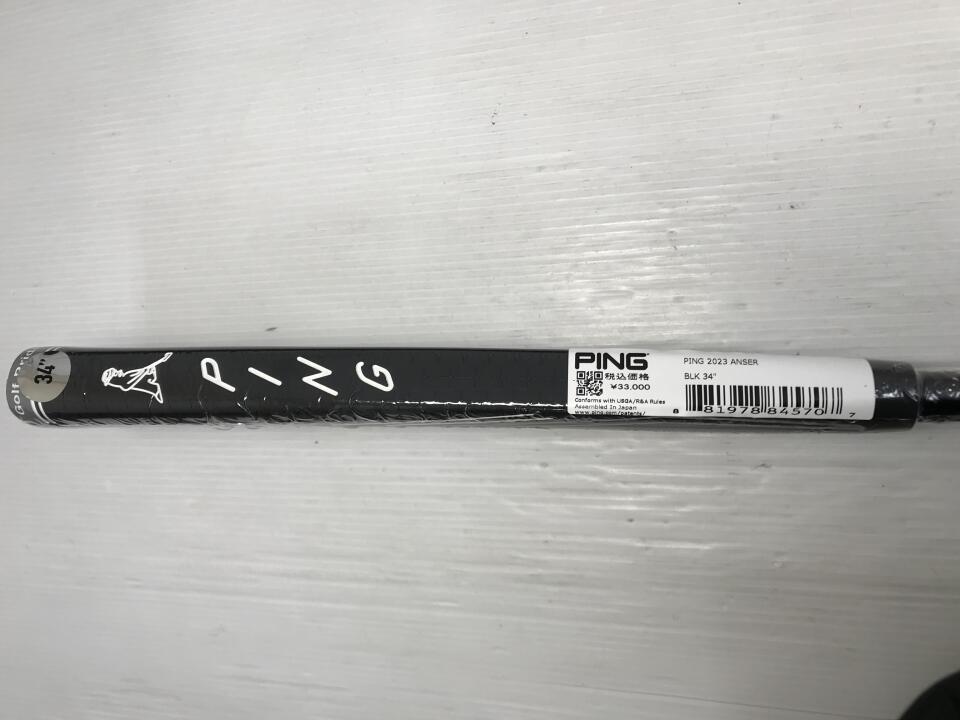 Golf Pride
34"
PING
PING
税込価格
¥33,000
Conforms with USGA/R&A Rules
Assembled In Japan
www.ping.com/patents/
PING 2023 ANSER
BLK 34"
8 81978 84570 7